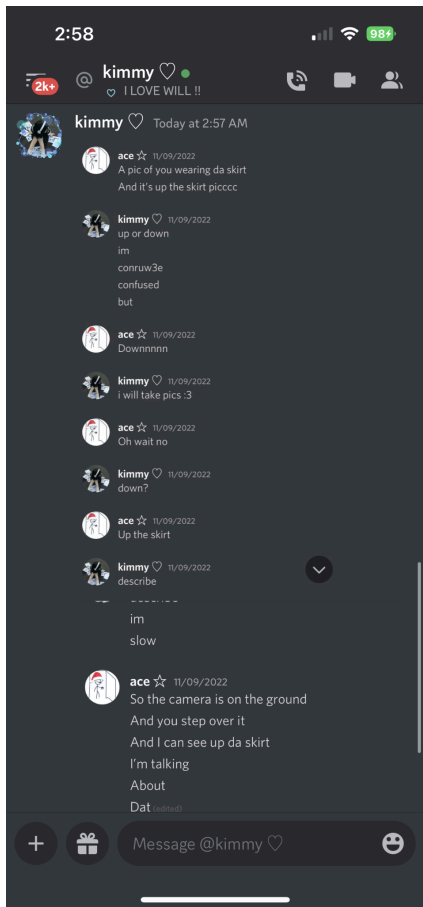 2:58
98
2k+
@ kimmy ♡
I LOVE WILL !!
kimmy ♡ Today at 2:57 AM
ace ☆ 11/09/2022
A pic of you wearing da skirt
And it's up the skirt picccc
kimmy ♡ 11/09/2022
up or down
im
conruw3e
confused
but
ace ☆ 11/09/2022
Downnnnn
kimmy ♡ 11/09/2022
i will take pics :3
ace ☆ 11/09/2022
Oh wait no
kimmy ♡ 11/09/2022
down?
ace ☆ 11/09/2022
Up the skirt
kimmy ♡ 11/09/2022
describe
im
slow
ace ☆ 11/09/2022
So the camera is on the ground
And you step over it
And I can see up da skirt
I'm talking
About
Dat (edited)
Message @kimmy ♡